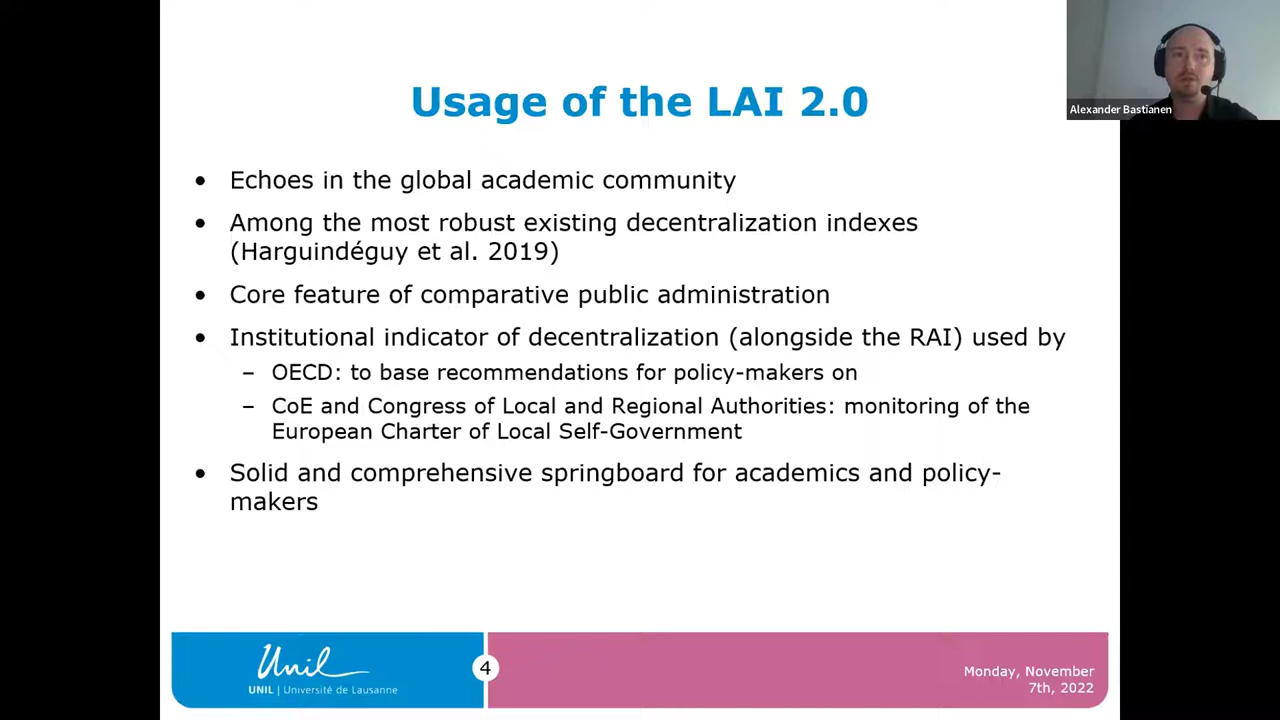 Usage of the LAI 2.0
Alexander Bastianen
• Echoes in the global academic community
• Among the most robust existing decentralization indexes
(Harguindéguy et al. 2019)
• Core feature of comparative public administration
• Institutional indicator of decentralization (alongside the RAI) used by
– OECD: to base recommendations for policy-makers on
– CoE and Congress of Local and Regional Authorities: monitoring of the
European Charter of Local Self-Government
• Solid and comprehensive springboard for academics and policy-
makers
Unil
UNIL | Université de Lausanne
4
Monday, November
7th, 2022